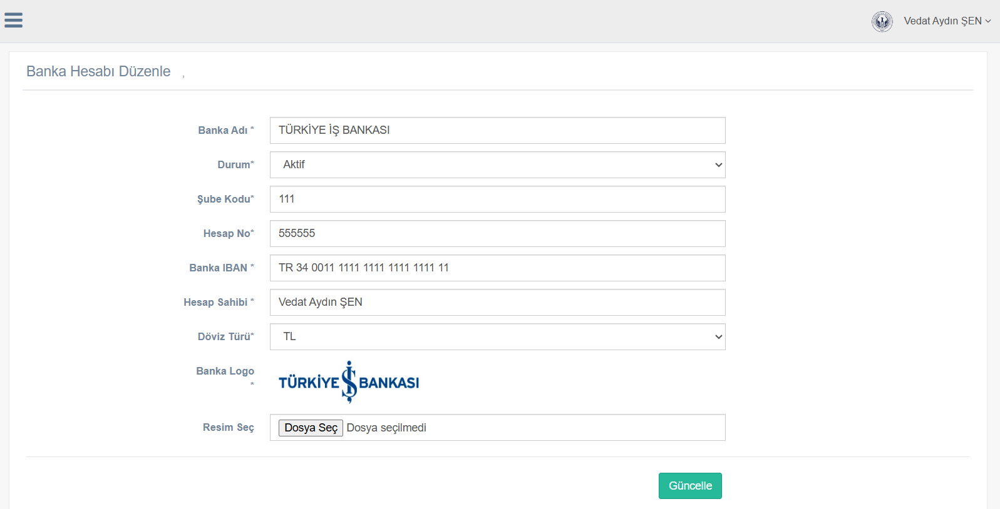 Vedat Aydın ŞEN
Banka Hesabı Düzenle ,
Banka Adı * TÜRKİYE İŞ BANKASI
Durum* Aktif
Şube Kodu* 111
Hesap No* 555555
Banka IBAN * TR 34 0011 1111 1111 1111 1111 11
Hesap Sahibi * Vedat Aydın ŞEN
Döviz Türü* TL
Banka Logo
*
TÜRKİYE İŞ BANKASI
Resim Seç Dosya Seç Dosya seçilmedi
Güncelle